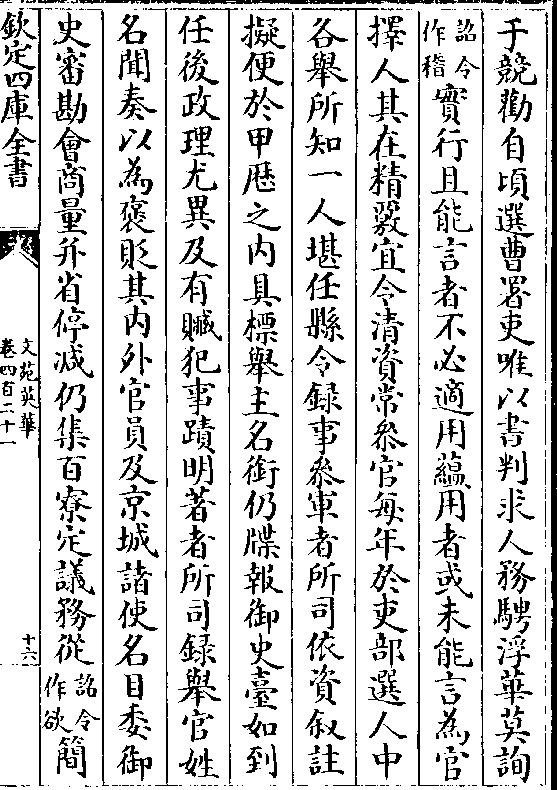 于競勸自頃選曹署吏唯以書判求人務騁浮華莫詢
詔令作稽實行且能言者不必適用蘊用者或未能言為官
擇人其在精覈宜令清資常叅官每年於吏部選人中
各舉所知一人堪任縣令録事叅軍者所司依資叙註
擬便於甲歴之内具標舉主名銜仍牒報御史臺如到
任後政理尤異及有贓犯事蹟明著者所司録舉官姓
名聞奏以為褒貶其内外官員及京城諸使名目委御
史審勘會商量并省停減仍集百寮定議務從詔令作欲簡
欽定四庫全書
文苑英華
卷四百二十一
十六